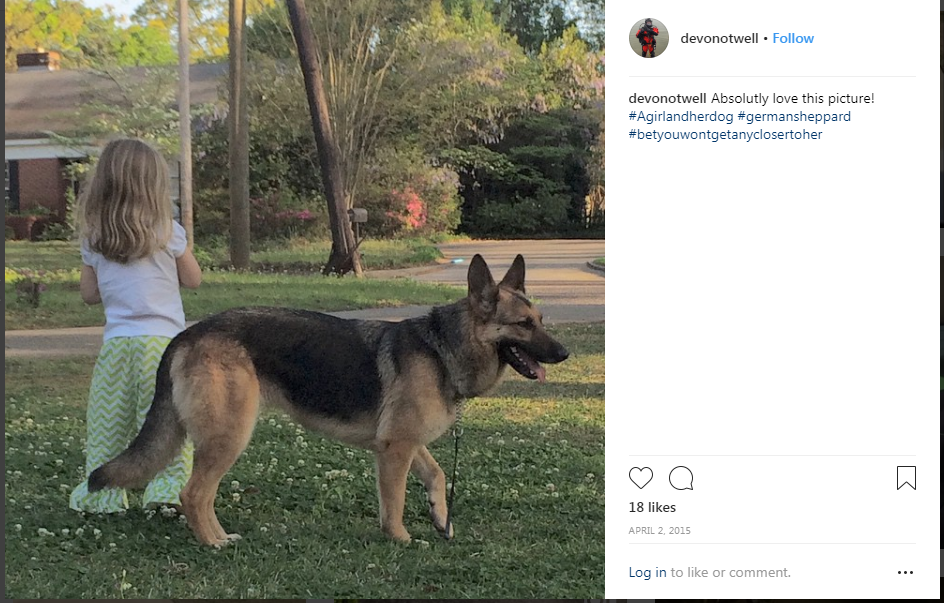 devonotwell • Follow
devonotwell Absolutly love this picture!
#Agirlandherdog #germansheppard
#betyouwontgetanyclosertoher
18 likes
APRIL 2, 2015
Log in to like or comment.